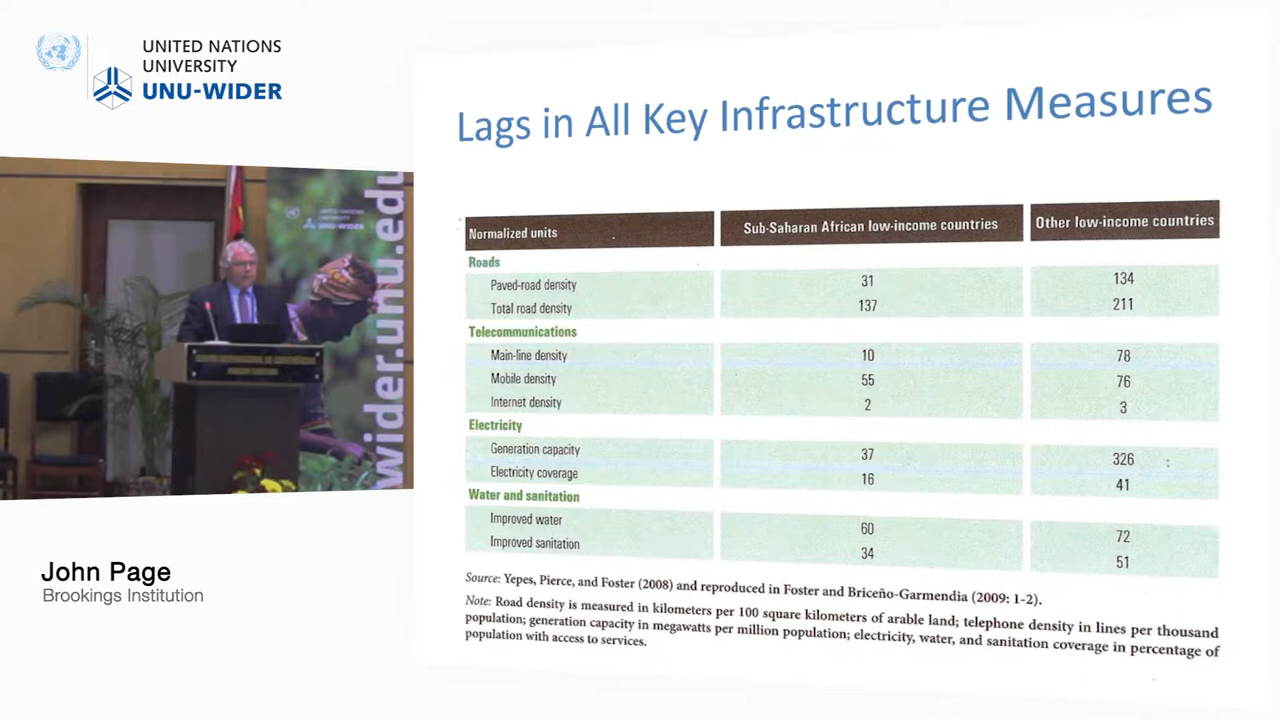 UNITED NATIONS
UNIVERSITY
UNU-WIDER
wider.unu.edu
UNU-WIDER
John Page
Brookings Institution
Lags in All Key Infrastructure Measures
Normalized units Sub-Saharan African low-income countries Other low-income countries
Roads
Paved-road density 31 134
Total road density 137 211
Telecommunications
Main-line density 10 78
Mobile density 55 76
Internet density 2 3
Electricity
Generation capacity 37 326
Electricity coverage 16 41
Water and sanitation
Improved water 60 72
Improved sanitation 34 51
Source: Yepes, Pierce, and Foster (2008) and reproduced in Foster and Briceño-Garmendia (2009: 1-2).
Note: Road density is measured in kilometers per 100 square kilometers of arable land; telephone density in lines per thousand
population; generation capacity in megawatts per million population; electricity, water, and sanitation coverage in percentage of
population with access to services.